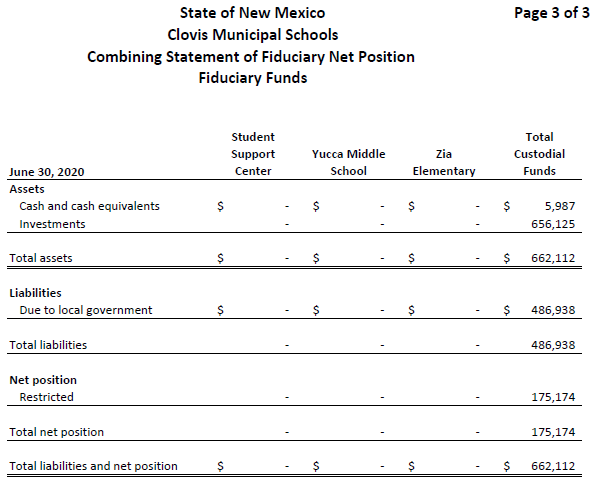 State of New Mexico Page 3 of 3
Clovis Municipal Schools
Combining Statement of Fiduciary Net Position
Fiduciary Funds
Student Total
Support Yucca Middle Zia Custodial
June 30, 2020 Center School Elementary Funds
Assets
Cash and cash equivalents $ - $ - $ - $ 5,987
Investments - - - 656,125
Total assets $ - $ - $ - $ 662,112
Liabilities
Due to local government $ - $ - $ - $ 486,938
Total liabilities - - - 486,938
Net position
Restricted - - - 175,174
Total net position - - - 175,174
Total liabilities and net position $ - $ - $ - $ 662,112